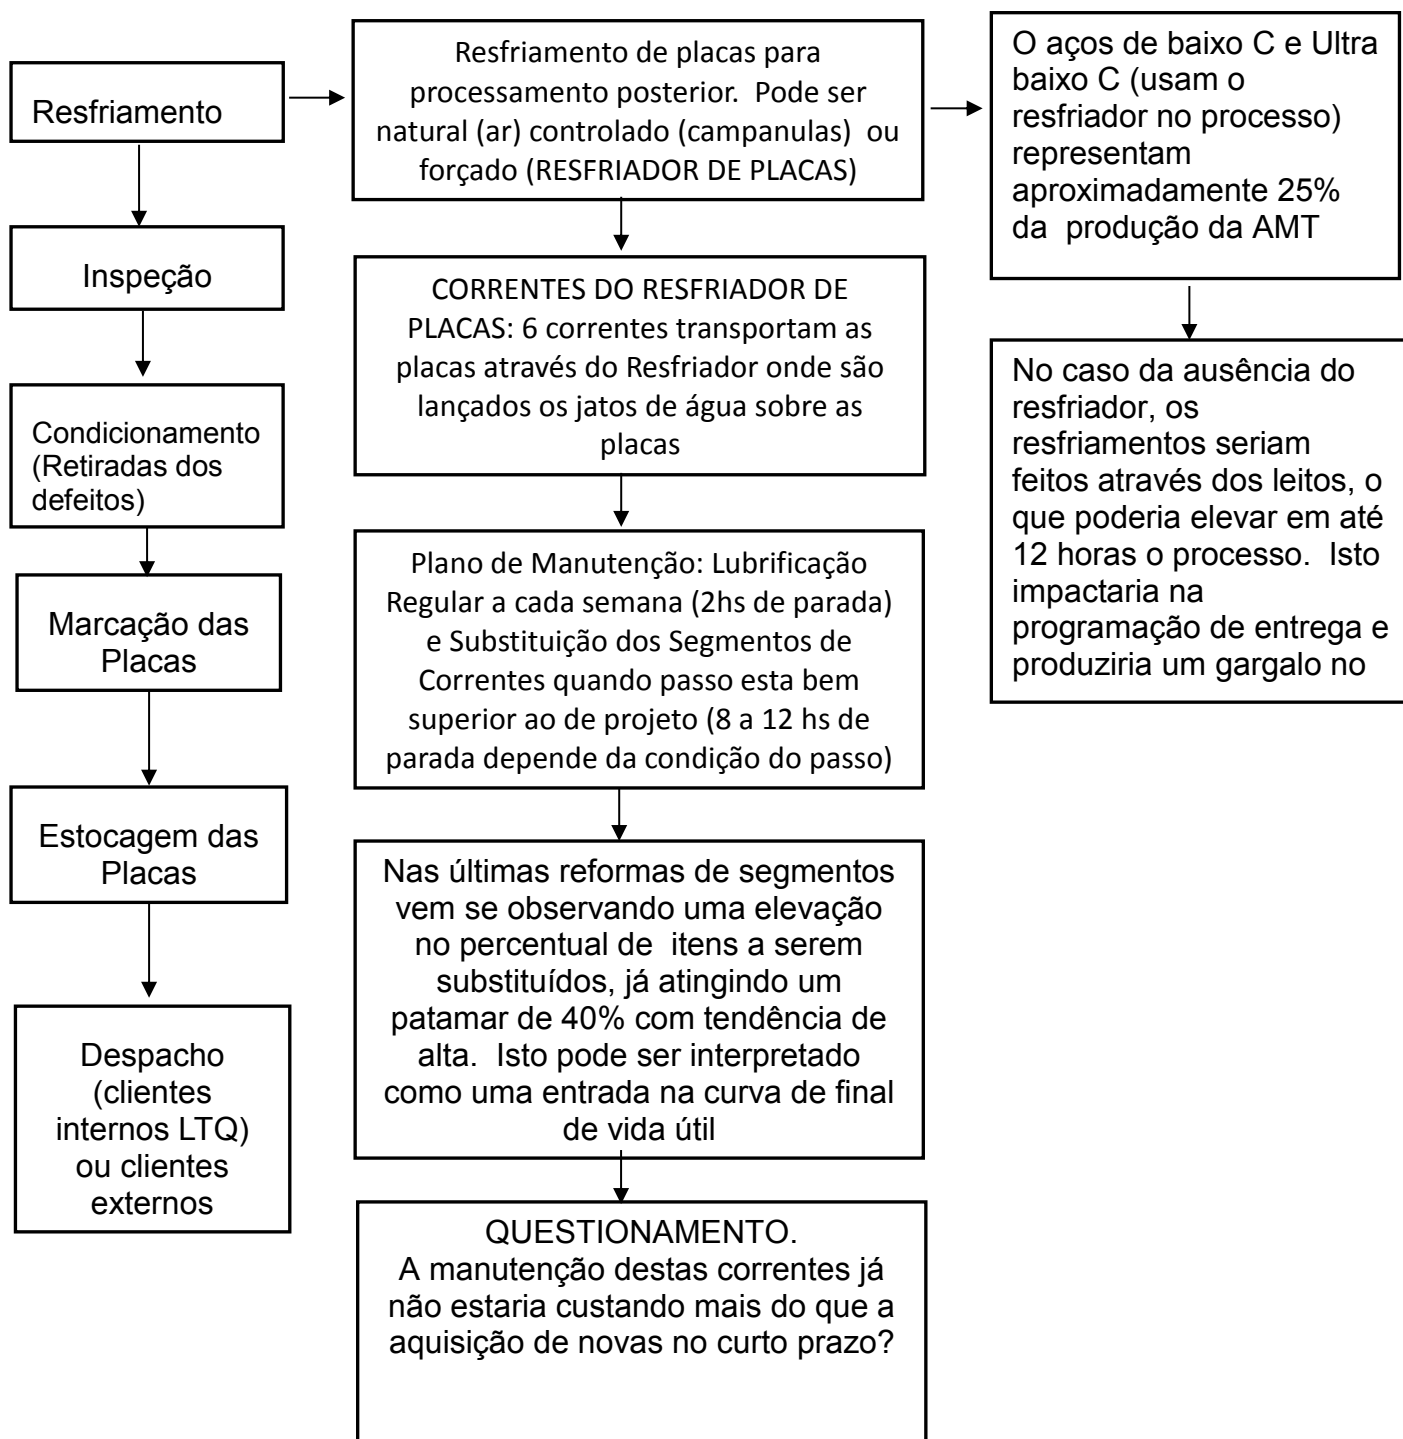 Resfriamento
Inspeção
Condicionamento
(Retiradas dos
defeitos)
Marcação das
Placas
Estocagem das
Placas
Despacho
(clientes
internos LTQ)
ou clientes
externos
Resfriamento de placas para
processamento posterior. Pode ser
natural (ar) controlado (campanulas) ou
forçado (RESFRIADOR DE PLACAS)
CORRENTES DO RESFRIADOR DE
PLACAS: 6 correntes transportam as
placas através do Resfriador onde são
lançados os jatos de água sobre as
placas
Plano de Manutenção: Lubrificação
Regular a cada semana (2hs de parada)
e Substituição dos Segmentos de
Correntes quando passo esta bem
superior ao de projeto (8 a 12 hs de
parada depende da condição do passo)
Nas últimas reformas de segmentos
vem se observando uma elevação
no percentual de itens a serem
substituídos, já atingindo um
patamar de 40% com tendência de
alta. Isto pode ser interpretado
como uma entrada na curva de final
de vida útil
QUESTIONAMENTO.
A manutenção destas correntes já
não estaria custando mais do que a
aquisição de novas no curto prazo?
O aços de baixo C e Ultra
baixo C (usam o
resfriador no processo)
representam
aproximadamente 25%
da produção da AMT
No caso da ausência do
resfriador, os
resfriamentos seriam
feitos através dos leitos, o
que poderia elevar em até
12 horas o processo. Isto
impactaria na
programação de entrega e
produziria um gargalo no